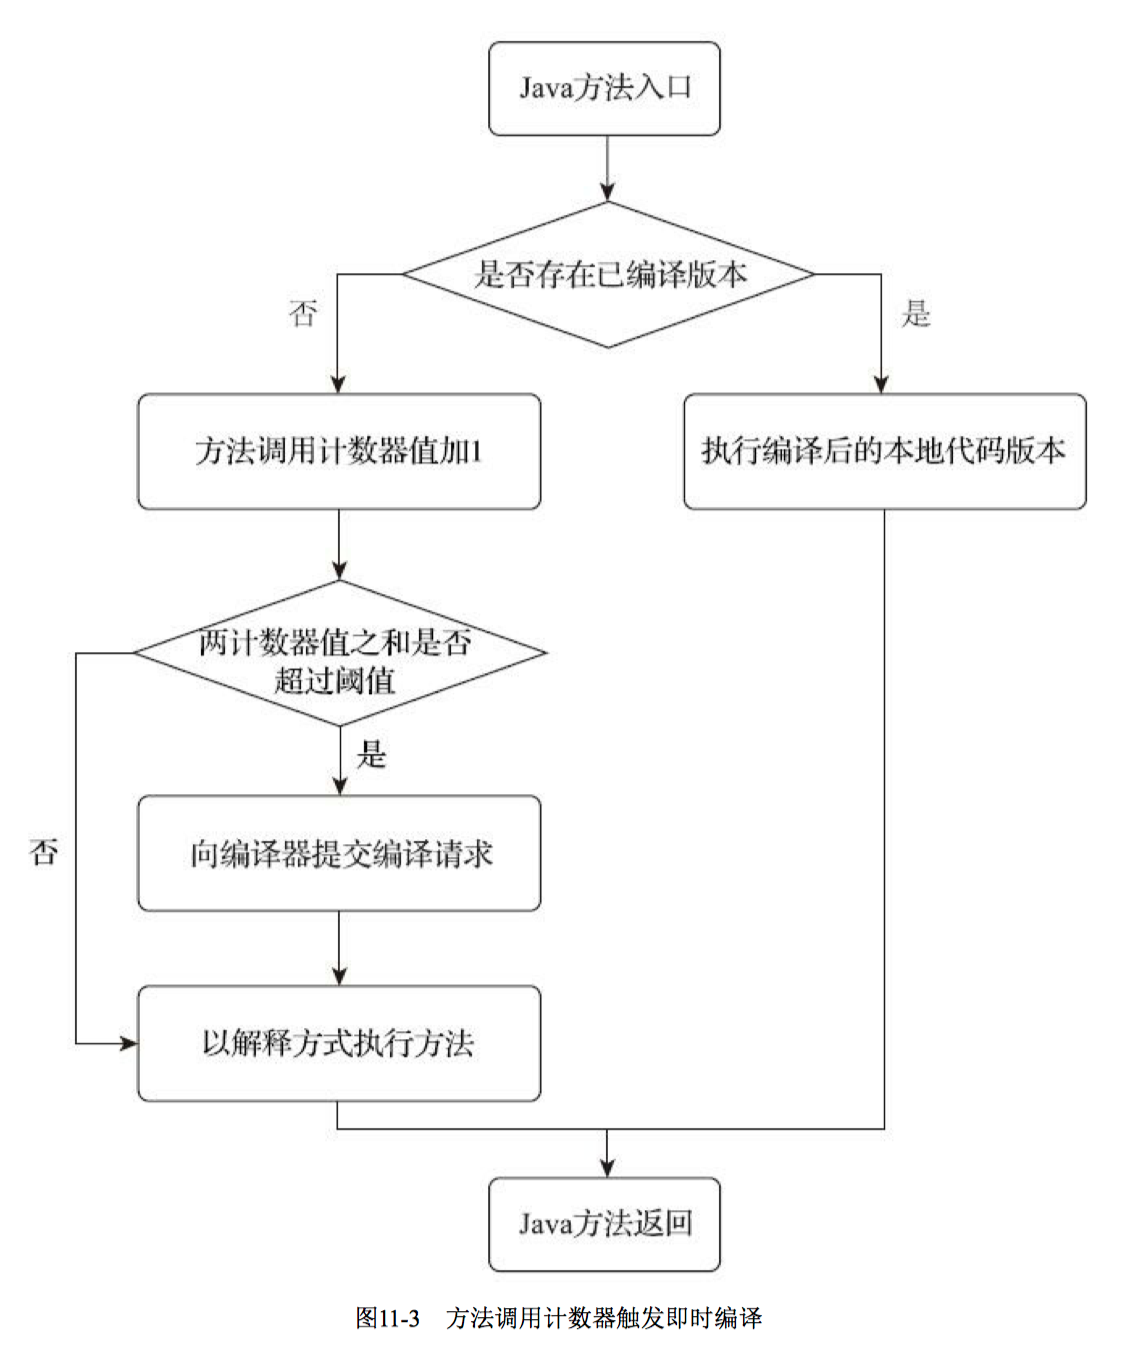 Java方法入口
是否存在已编译版本
否
是
方法调用计数器值加1
执行编译后的本地代码版本
两计数器值之和是否
超过阈值
是
否
向编译器提交编译请求
以解释方式执行方法
Java方法返回
图11-3 方法调用计数器触发即时编译